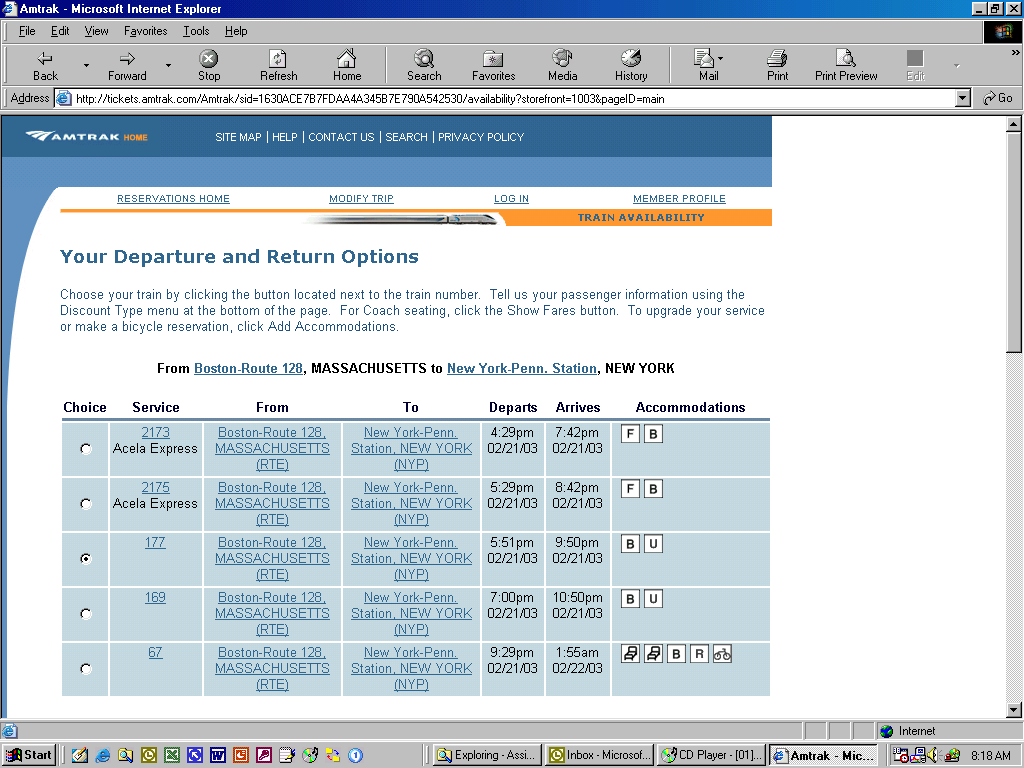 Amtrak - Microsoft Internet Explorer
File Edit View Favorites Tools Help
Back Forward Stop Refresh Home Search Favorites Media History Mail Print Print Preview Edit
Address http://tickets.amtrak.com/Amtrak/sid=1630ACE7B7FDAA4A345B7E790A542530/availability?storefront=1003&pageID=main Go
AMTRAK HOME SITE MAP | HELP | CONTACT US | SEARCH | PRIVACY POLICY
RESERVATIONS HOME MODIFY TRIP LOG IN MEMBER PROFILE
TRAIN AVAILABILITY
Your Departure and Return Options
Choose your train by clicking the button located next to the train number. Tell us your passenger information using the
Discount Type menu at the bottom of the page. For Coach seating, click the Show Fares button. To upgrade your service
or make a bicycle reservation, click Add Accommodations.
From Boston-Route 128, MASSACHUSETTS to New York-Penn. Station, NEW YORK
Choice Service From To Departs Arrives Accommodations
2173 Boston-Route 128, New York-Penn. 4:29pm 7:42pm F B
Acela Express MASSACHUSETTS Station, NEW YORK 02/21/03 02/21/03
(RTE) (NYP)
2175 Boston-Route 128, New York-Penn. 5:29pm 8:42pm F B
Acela Express MASSACHUSETTS Station, NEW YORK 02/21/03 02/21/03
(RTE) (NYP)
177 Boston-Route 128, New York-Penn. 5:51pm 9:50pm B U
MASSACHUSETTS Station, NEW YORK 02/21/03 02/21/03
(RTE) (NYP)
169 Boston-Route 128, New York-Penn. 7:00pm 10:50pm B U
MASSACHUSETTS Station, NEW YORK 02/21/03 02/21/03
(RTE) (NYP)
67 Boston-Route 128, New York-Penn. 9:29pm 1:55am B R
MASSACHUSETTS Station, NEW YORK 02/21/03 02/22/03
(RTE) (NYP)
Internet
Start Exploring - Assi... Inbox - Microsof... CD Player - [01]... Amtrak - Mic... 8:18 AM